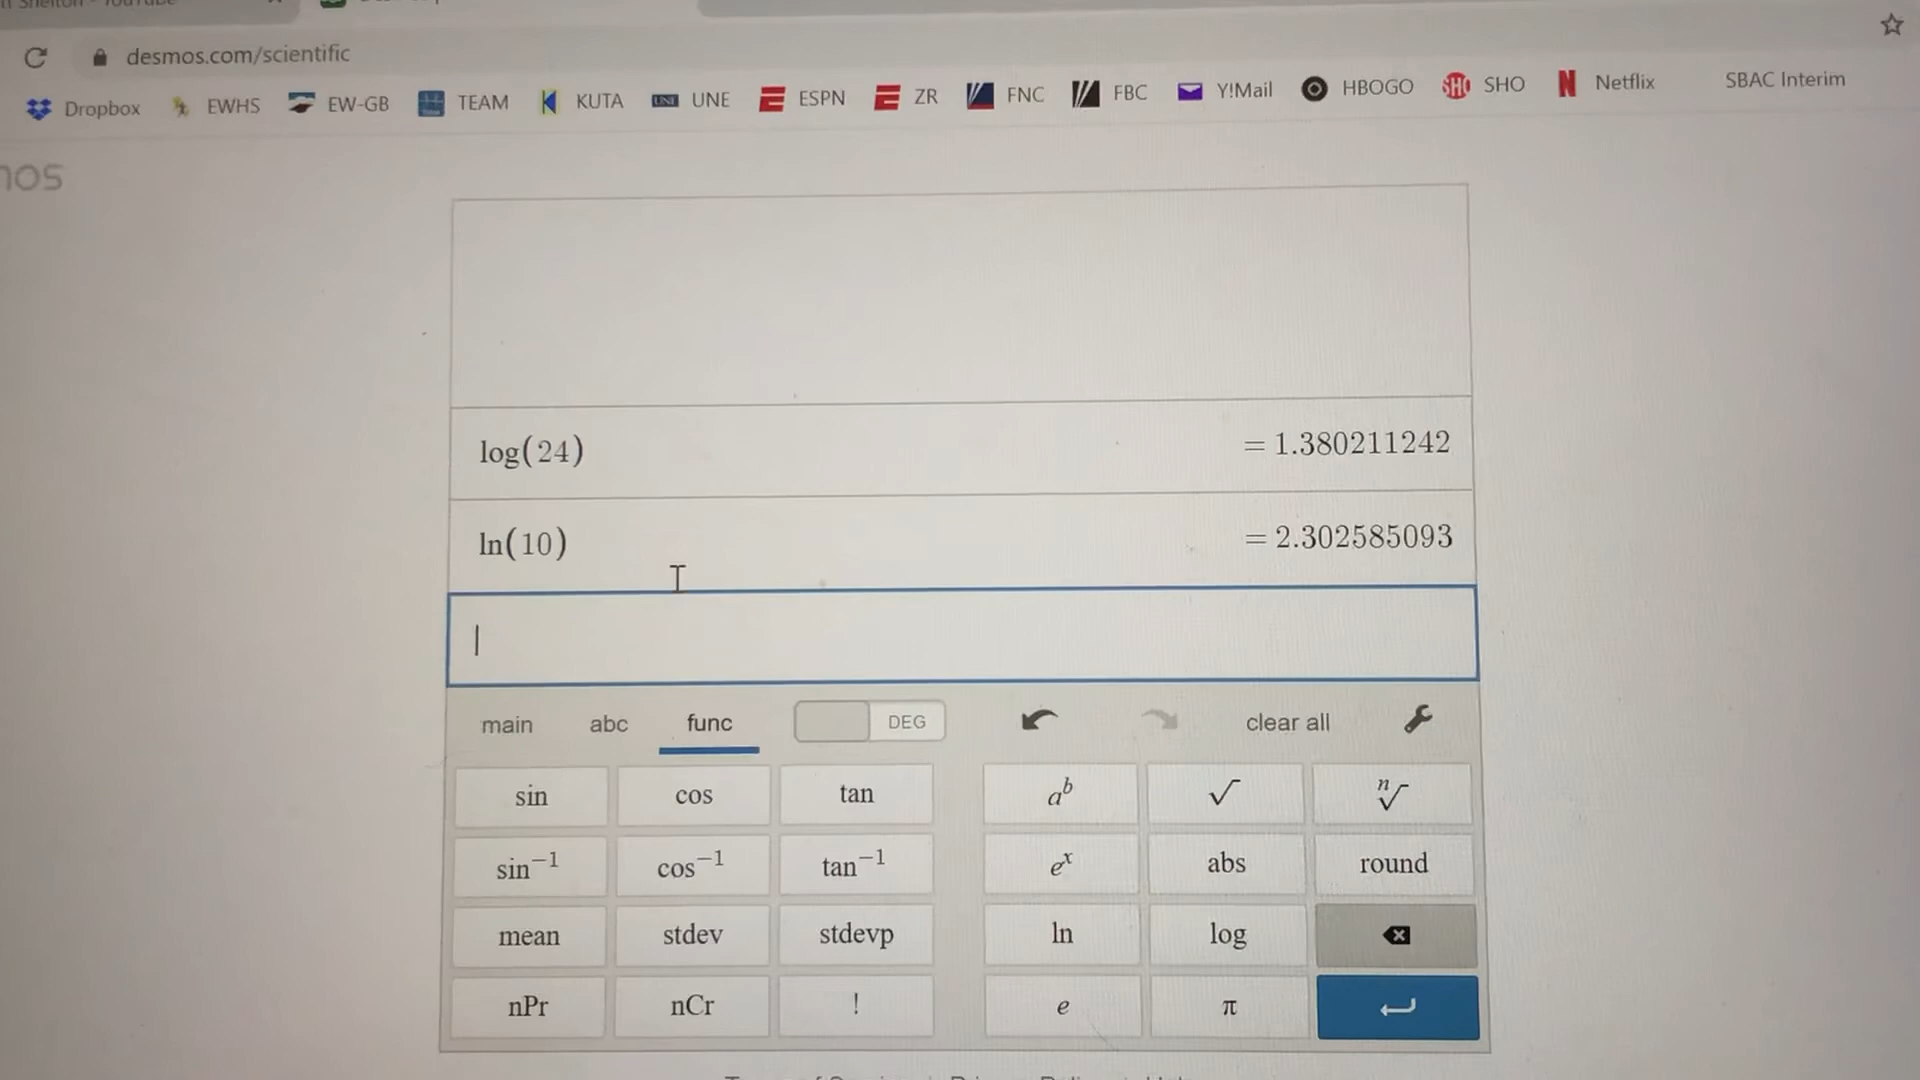 desmos.com/scientific
Dropbox EWHS EW-GB TEAM KUTA UNE ESPN ZR FNC FBC Y!Mail HBOGO SHO Netflix SBAC Interim
log(24) = 1.380211242
ln(10) = 2.302585093
main abc func DEG clear all
sin cos tan a^b √ ⁿ√
sin⁻¹ cos⁻¹ tan⁻¹ eˣ abs round
mean stdev stdevp ln log
nPr nCr ! e π